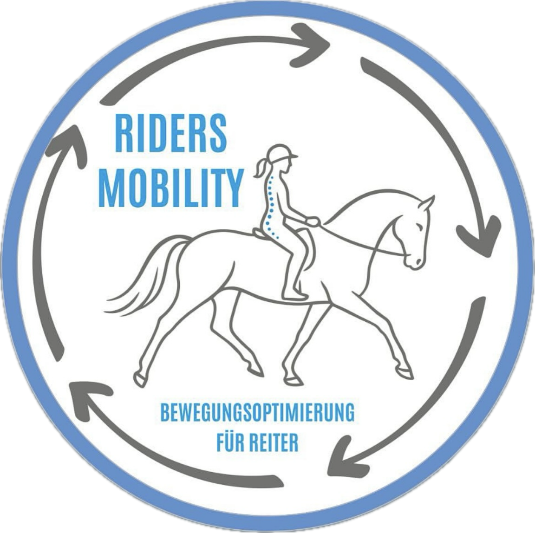 RIDERS
MOBILITY
BEWEGUNGSOPTIMIERUNG
FÜR REITER